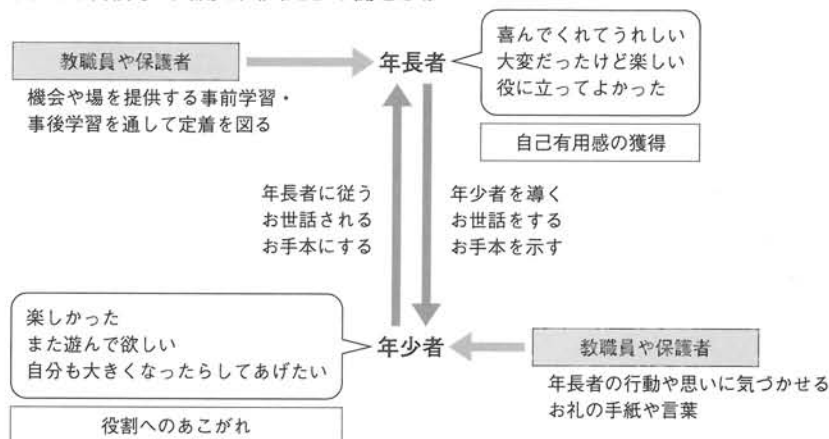 教職員や保護者
年長者
喜んでくれてうれしい
大変だったけど楽しい
役に立ってよかった
機会や場を提供する事前学習・
事後学習を通して定着を図る
自己有用感の獲得
年長者に従う
お世話される
お手本にする
年少者を導く
お世話をする
お手本を示す
楽しかった
また遊んで欲しい
自分も大きくなったらしてあげたい
年少者
教職員や保護者
年長者の行動や思いに気づかせる
お礼の手紙や言葉
役割へのあこがれ